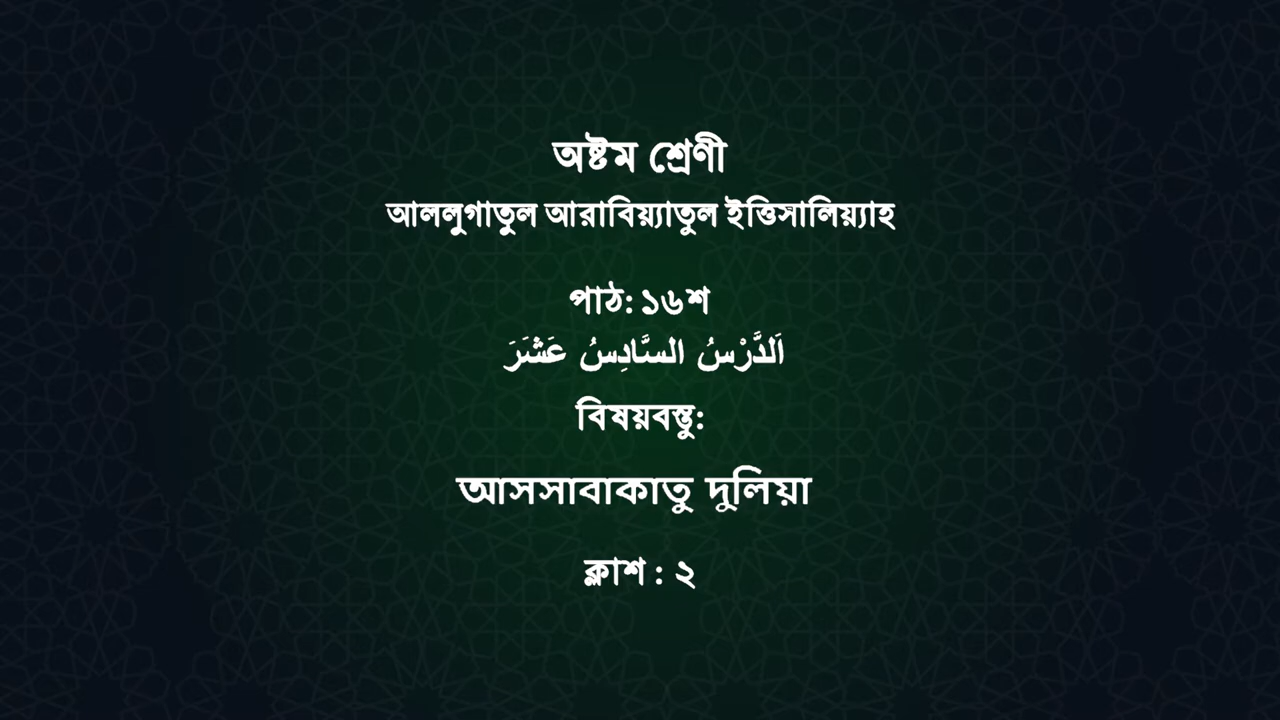 অষ্টম শ্রেণী
আললুগাতুল আরাবিয়্যাতুল ইত্তিসালিয়্যাহ
পাঠ: ১৬শ
اَلدَّرْسُ السَّادِسُ عَشَرَ
বিষয়বস্তু:
আসসাবাকাতু দুলিয়া
ক্লাশ : ২